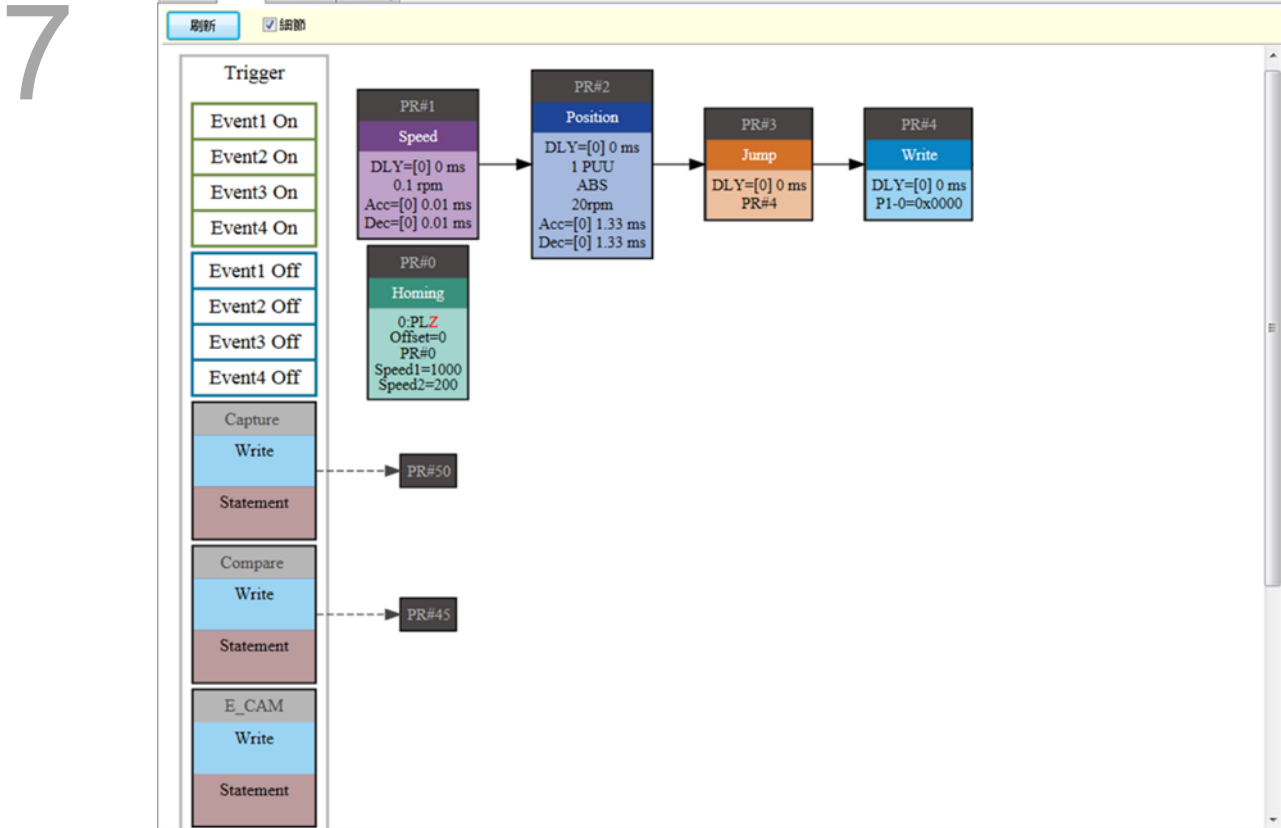 7
刷新
細節
Trigger
Event1 On
Event2 On
Event3 On
Event4 On
Event1 Off
Event2 Off
Event3 Off
Event4 Off
Capture
Write
Statement
Compare
Write
Statement
E_CAM
Write
Statement
PR#1
Speed
DLY=[0] 0 ms
0.1 rpm
Acc=[0] 0.01 ms
Dec=[0] 0.01 ms
PR#2
Position
DLY=[0] 0 ms
1 PUU
ABS
20rpm
Acc=[0] 1.33 ms
Dec=[0] 1.33 ms
PR#3
Jump
DLY=[0] 0 ms
PR#4
PR#4
Write
DLY=[0] 0 ms
P1-0=0x0000
PR#0
Homing
0:PLZ
Offset=0
PR#0
Speed1=1000
Speed2=200
PR#50
PR#45